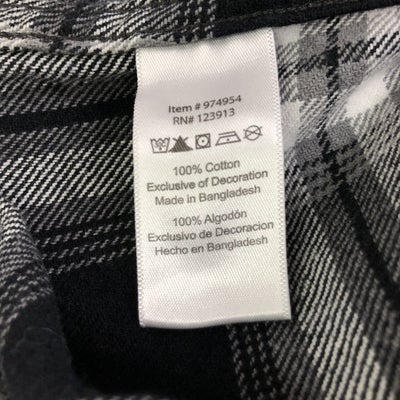 Item # 974954
RN# 123913
100% Cotton
Exclusive of Decoration
Made in Bangladesh
100% Algodón
Exclusivo de Decoracion
Hecho en Bangladesh